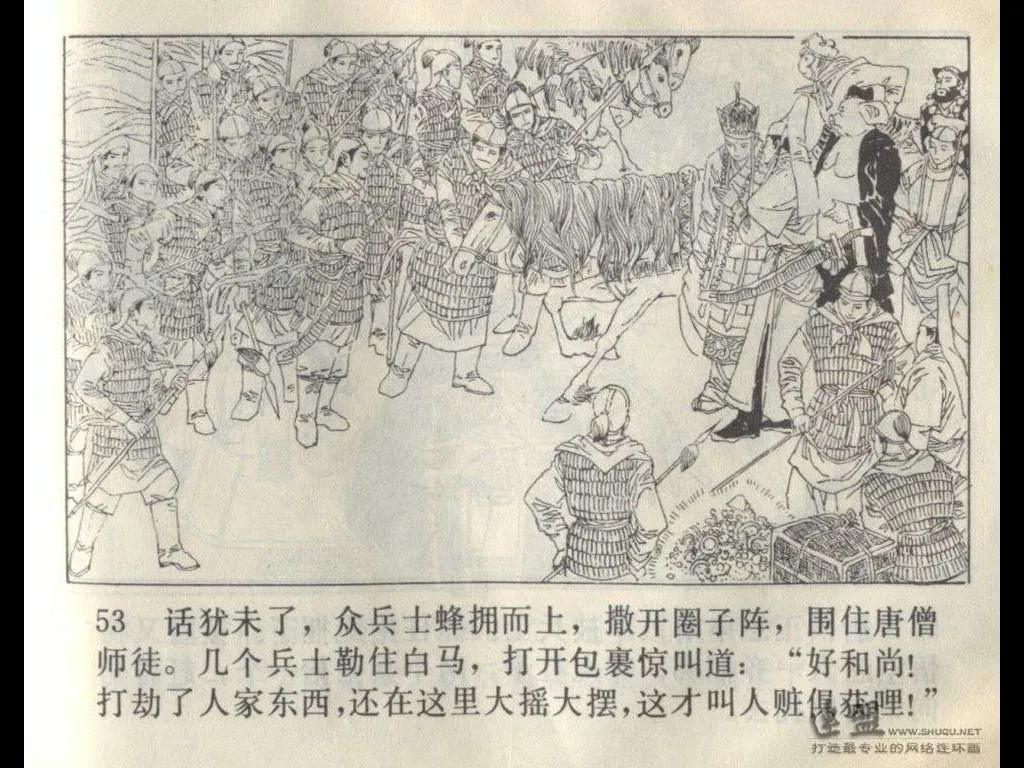 53 话犹未了，众兵士蜂拥而上，撒开圈子阵，围住唐僧
师徒。几个兵士勒住白马，打开包裹惊叫道：“好和尚！
打劫了人家东西，还在这里大摇大摆，这才叫人赃俱获哩！”
WWW.SHUQU.NET
打造最专业的网络连环画